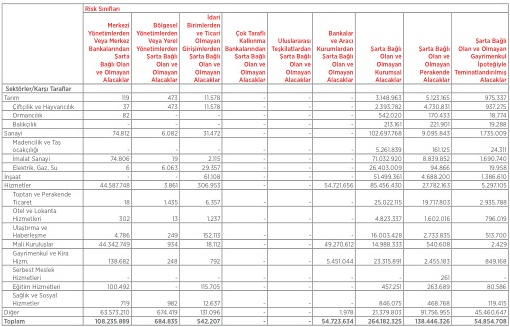 Risk Sınıfları
Sektörler/Karşı Taraflar | Merkezi Yönetimlerden Veya Merkez Bankalarından Şarta Bağlı Olan ve Olmayan Alacaklar | Bölgesel Yönetimlerden Veya Yerel Yönetimlerden Şarta Bağlı Olan ve Olmayan Alacaklar | İdari Birimlerden ve Ticari Olmayan Girişimlerden Şarta Bağlı Olan ve Olmayan Alacaklar | Çok Taraflı Kalkınma Bankalarından Şarta Bağlı Olan ve Olmayan Alacaklar | Uluslararası Teşkilatlardan Şarta Bağlı Olan ve Olmayan Alacaklar | Bankalar ve Aracı Kurumlardan Şarta Bağlı Olan ve Olmayan Alacaklar | Şarta Bağlı Olan ve Olmayan Kurumsal Alacaklar | Şarta Bağlı Olan ve Olmayan Perakende Alacaklar | Şarta Bağlı Olan ve Olmayan Gayrimenkul İpoteğiyle Teminatlandırılmış Alacaklar
Tarım 119 473 11.578 - - - 3.148.963 5.123.165 975.337
Çiftçilik ve Hayvancılık 37 473 11.578 - - - 2.393.782 4.730.831 937.275
Ormancılık 82 - - - - - 542.020 170.433 18.774
Balıkçılık - - - - - - 213.161 221.901 19.288
Sanayi 74.812 6.082 31.472 - - - 102.697.768 9.095.843 1.735.009
Madencilik ve Taş ocakçılığı - - - - - - 5.261.839 161.125 24.311
İmalat Sanayi 74.806 19 2.115 - - - 71.032.920 8.839.852 1.690.740
Elektrik, Gaz, Su 6 6.063 29.357 - - - 26.403.009 94.866 19.958
İnşaat - - 61.108 - - - 51.499.361 4.688.200 1.386.610
Hizmetler 44.587.748 3.861 306.953 - - 54.721.656 85.456.430 27.782.163 5.297.105
Toptan ve Perakende Ticaret 18 1.435 6.357 - - - 25.022.115 19.717.803 2.935.788
Otel ve Lokanta Hizmetleri 302 13 1.237 - - - 4.823.337 1.602.016 796.019
Ulaştırma ve Haberleşme 4.786 249 152.113 - - - 16.003.428 2.733.835 513.700
Mali Kuruluşlar 44.342.749 934 18.112 - - 49.270.612 14.988.333 540.608 2.429
Gayrimenkul ve Kira Hizm. 138.682 248 792 - - 5.451.044 23.315.891 2.455.183 849.168
Serbest Meslek Hizmetleri - - - - - - - 261 -
Eğitim Hizmetleri 100.492 - 115.705 - - - 457.251 263.689 80.586
Sağlık ve Sosyal Hizmetler 719 982 12.637 - - - 846.075 468.768 119.415
Diğer 63.573.210 674.419 131.096 - - 1.978 21.379.803 91.756.955 45.460.647
Toplam 108.235.889 684.835 542.207 - - 54.723.634 264.182.325 138.446.326 54.854.708